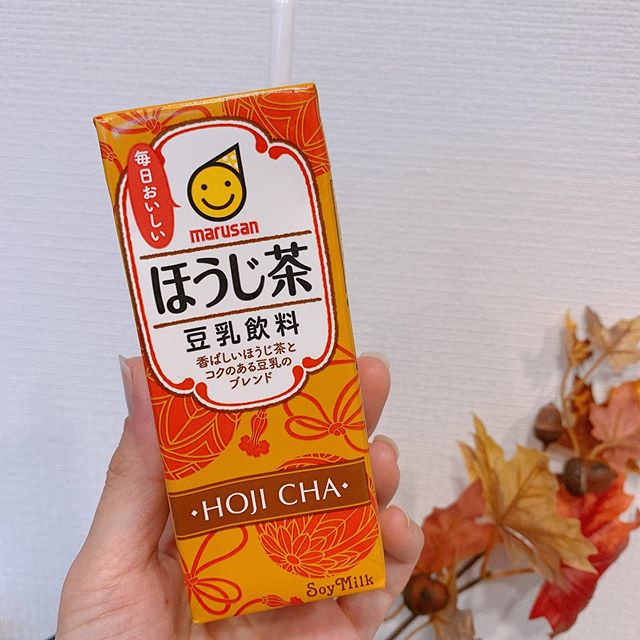 毎日おいしい
marusan
ほうじ茶
豆乳飲料
香ばしいほうじ茶と
コクのある豆乳の
ブレンド
·HOJI CHA·
Soy Milk